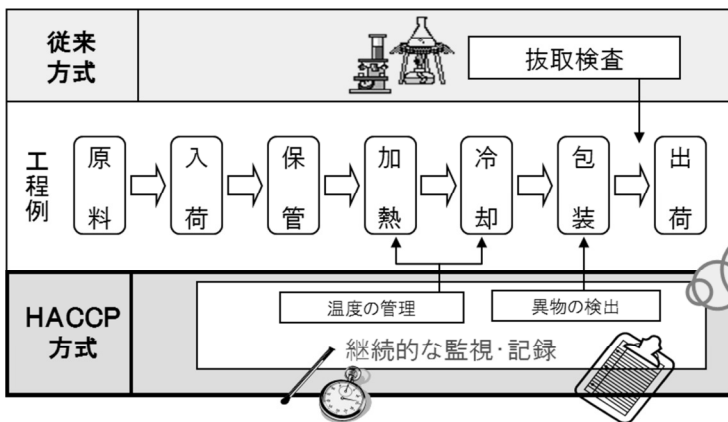 従来
方式
抜取検査
工程例
原料
入荷
保管
加熱
冷却
包装
出荷
温度の管理
異物の検出
HACCP
方式
継続的な監視・記録